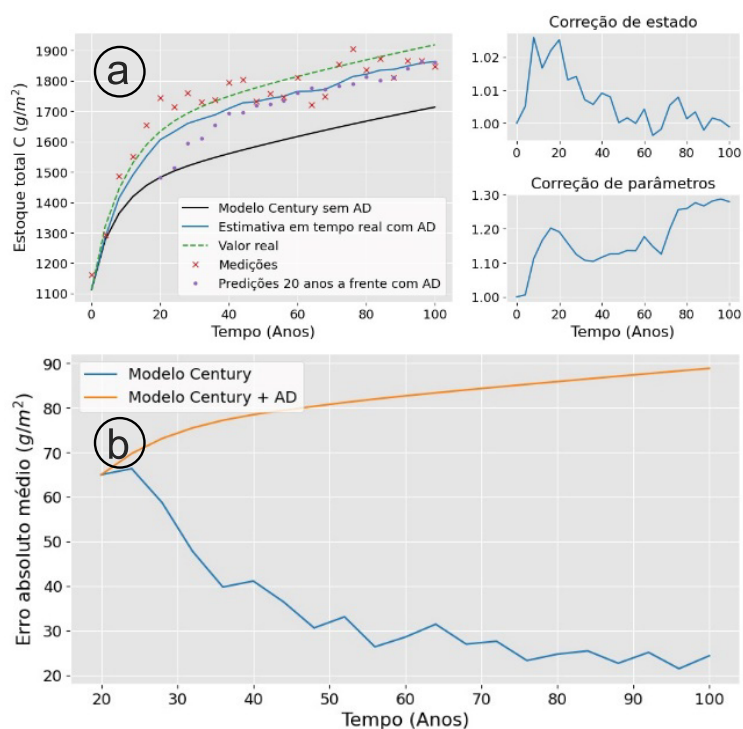 a
Estoque total C (g/m²)
1900
1800
1700
1600
1500
1400
1300
1200
1100
Modelo Century sem AD
Estimativa em tempo real com AD
Valor real
Medições
Predições 20 anos a frente com AD
0 20 40 60 80 100
Tempo (Anos)
Correção de estado
1.02
1.01
1.00
0 20 40 60 80 100
Correção de parâmetros
1.30
1.20
1.10
1.00
0 20 40 60 80 100
Tempo (Anos)
b
Erro absoluto médio (g/m²)
90
80
70
60
50
40
30
20
Modelo Century
Modelo Century + AD
20 30 40 50 60 70 80 90 100
Tempo (Anos)